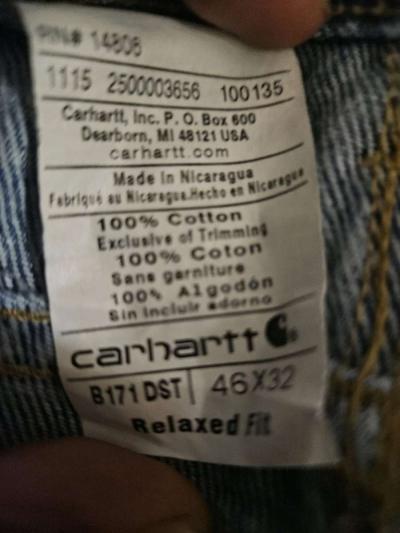 RN# 14806
1115 2500003656 100135
Carhartt, Inc. P. O. Box 600
Dearborn, MI 48121 USA
carhartt.com
Made in Nicaragua
Fabriqué au Nicaragua.Hecho en Nicaragua
100% Cotton
Exclusive of Trimming
100% Coton
Sans garniture
100% Algodón
Sin incluir adorno
carhartt
B171 DST 46X32
Relaxed Fit